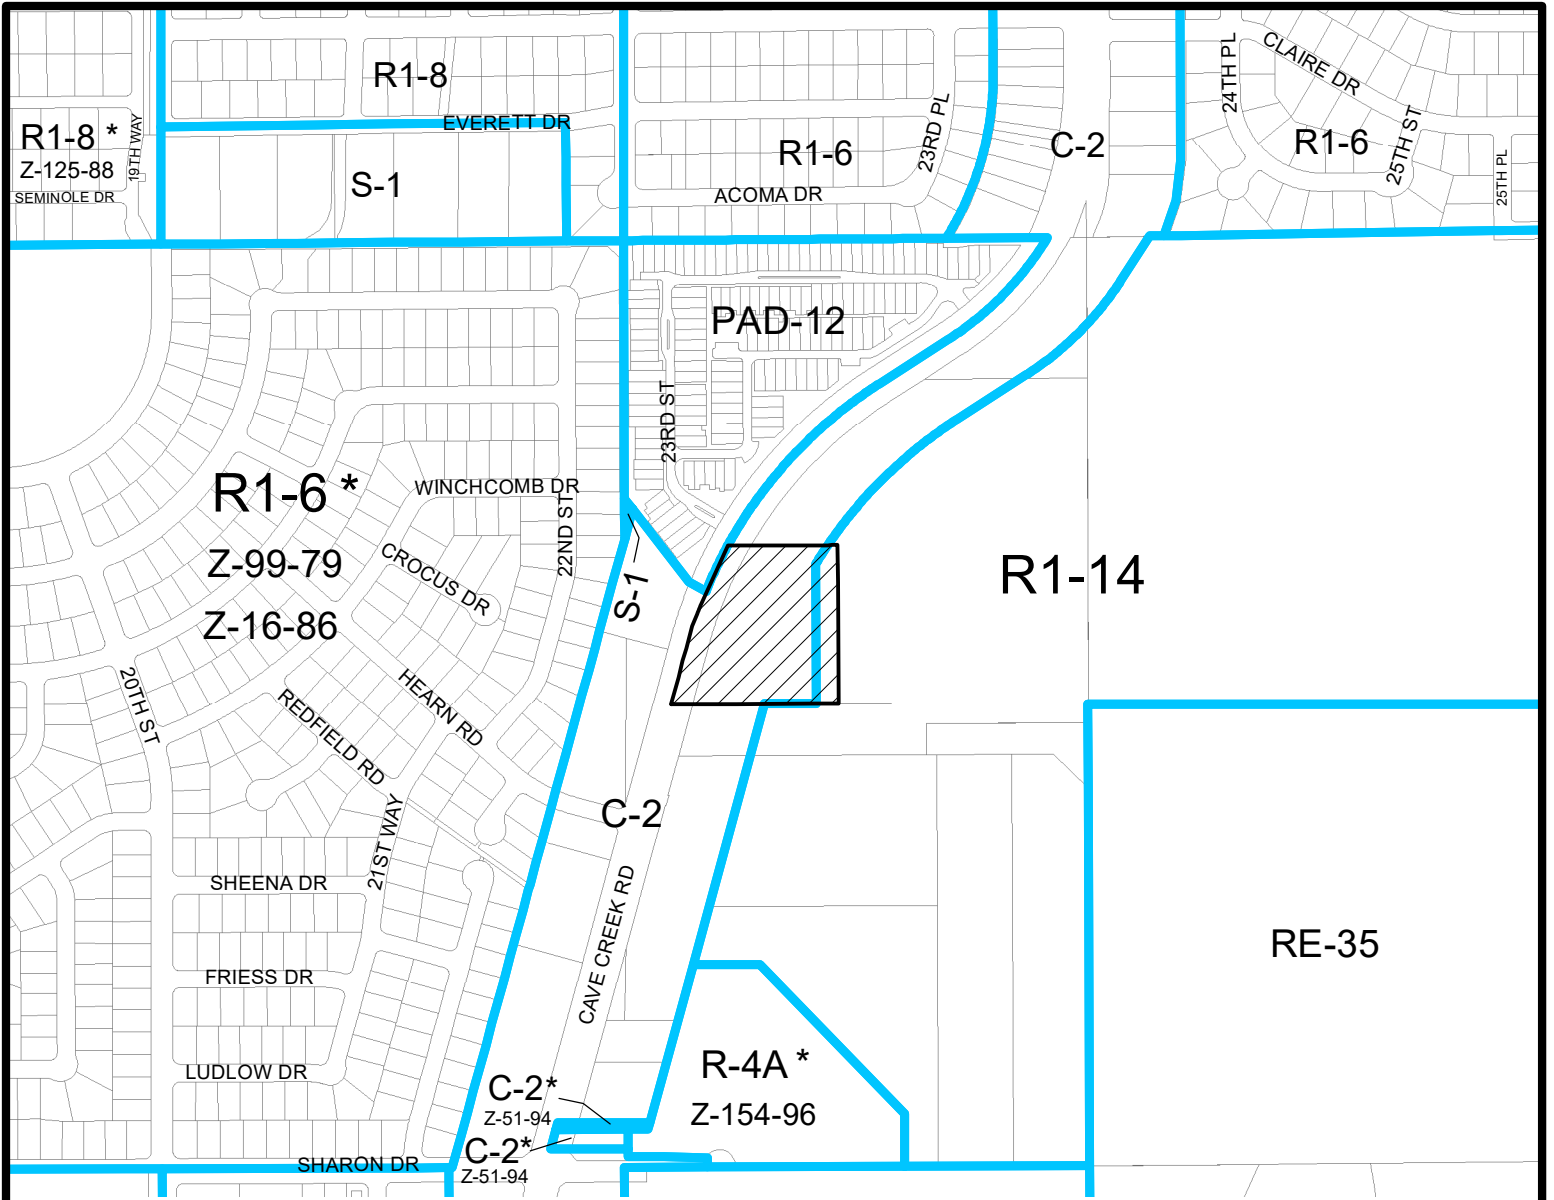 R1-8
EVERETT DR
R1-8 *
Z-125-88
SEMINOLE DR
19TH WAY
S-1
R1-6
ACOMA DR
23RD PL
C-2
24TH PL
CLAIRE DR
R1-6
25TH ST
25TH PL
PAD-12
23RD ST
R1-6 *
Z-99-79
Z-16-86
WINCHCOMB DR
CROCUS DR
22ND ST
S-1
R1-14
20TH ST
HEARN RD
REDFIELD RD
21ST WAY
C-2
CAVE CREEK RD
SHEENA DR
FRIESS DR
LUDLOW DR
RE-35
R-4A *
Z-154-96
C-2*
Z-51-94
C-2*
Z-51-94
SHARON DR